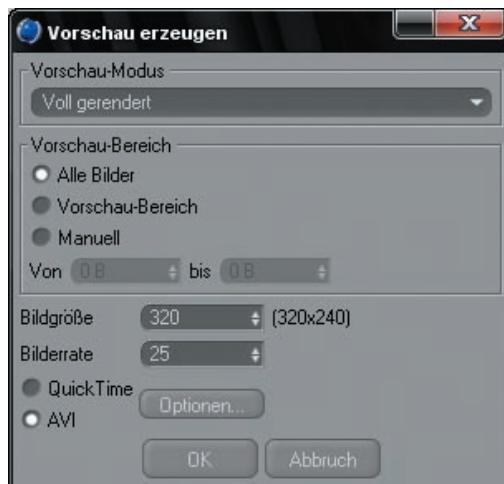 Vorschau erzeugen
Vorschau-Modus
Voll gerendert
Vorschau-Bereich
Alle Bilder
Vorschau-Bereich
Manuell
Von 0 B bis 0 B
Bildgröße 320 (320x240)
Bilderrate 25
QuickTime
AVI
Optionen...
OK Abbruch